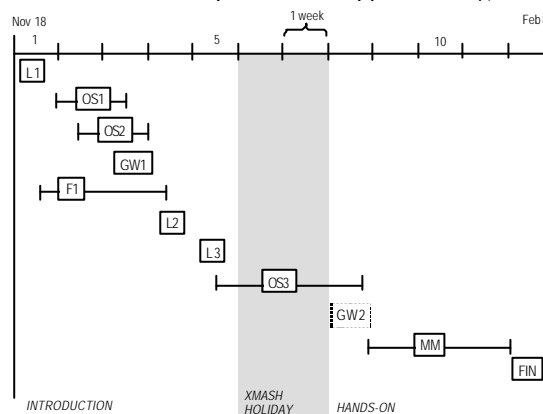 1 week
Nov 18
Feb
1
5
10
L1
OS1
OS2
GW1
F1
L2
L3
OS3
GW2
MM
FIN
INTRODUCTION
XMASH
HOLIDAY
HANDS-ON